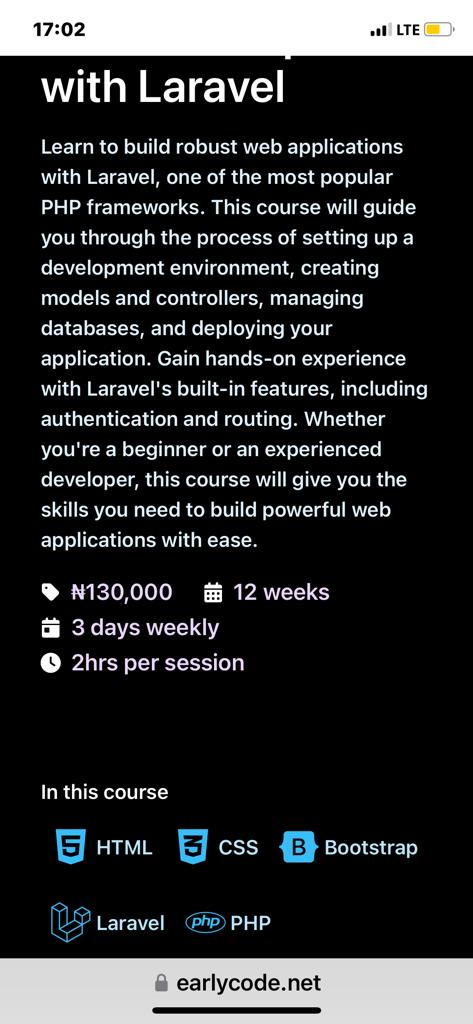 17:02 LTE
with Laravel
Learn to build robust web applications
with Laravel, one of the most popular
PHP frameworks. This course will guide
you through the process of setting up a
development environment, creating
models and controllers, managing
databases, and deploying your
application. Gain hands-on experience
with Laravel's built-in features, including
authentication and routing. Whether
you're a beginner or an experienced
developer, this course will give you the
skills you need to build powerful web
applications with ease.
₦130,000 12 weeks
3 days weekly
2hrs per session
In this course
HTML CSS B Bootstrap
Laravel php PHP
earlycode.net